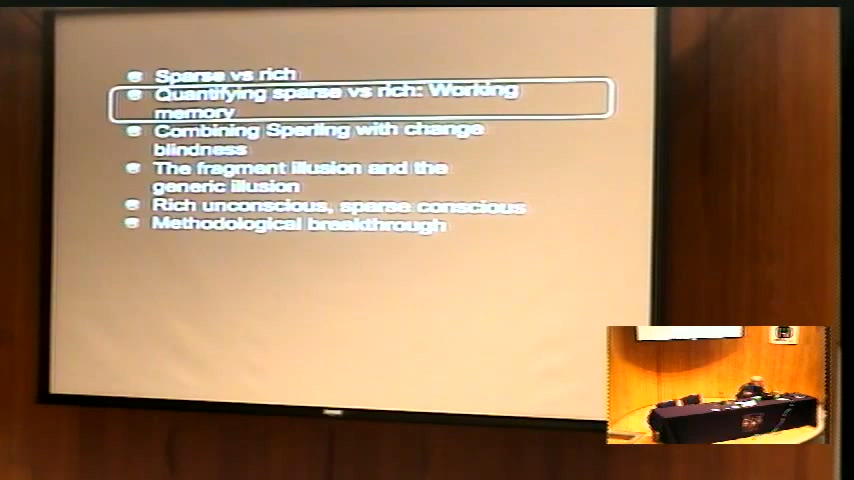 Sparse vs rich
Quantifying sparse vs rich: Working
memory
Combining Sperling with change
blindness
The fragment illusion and the
generic illusion
Rich unconscious, sparse conscious
Methodological breakthrough